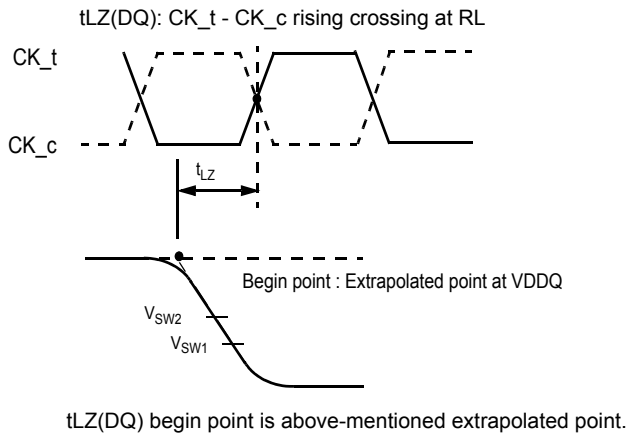 tLZ(DQ): CK_t - CK_c rising crossing at RL
CK_t
CK_c
tLZ
Begin point : Extrapolated point at VDDQ
VSW2
VSW1
tLZ(DQ) begin point is above-mentioned extrapolated point.